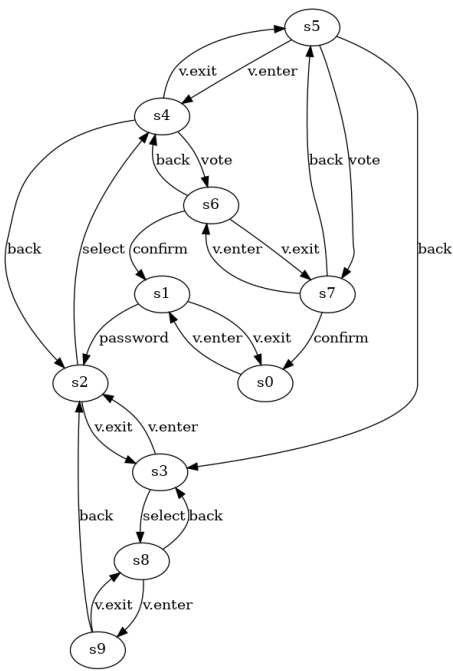 s5
v.exit v.enter
s4
back vote back vote
s6
back select confirm v.enter v.exit back
s1 s7
password v.enter v.exit confirm
s2 s0
v.exit v.enter
s3
back select back
s8
v.exit v.enter
s9